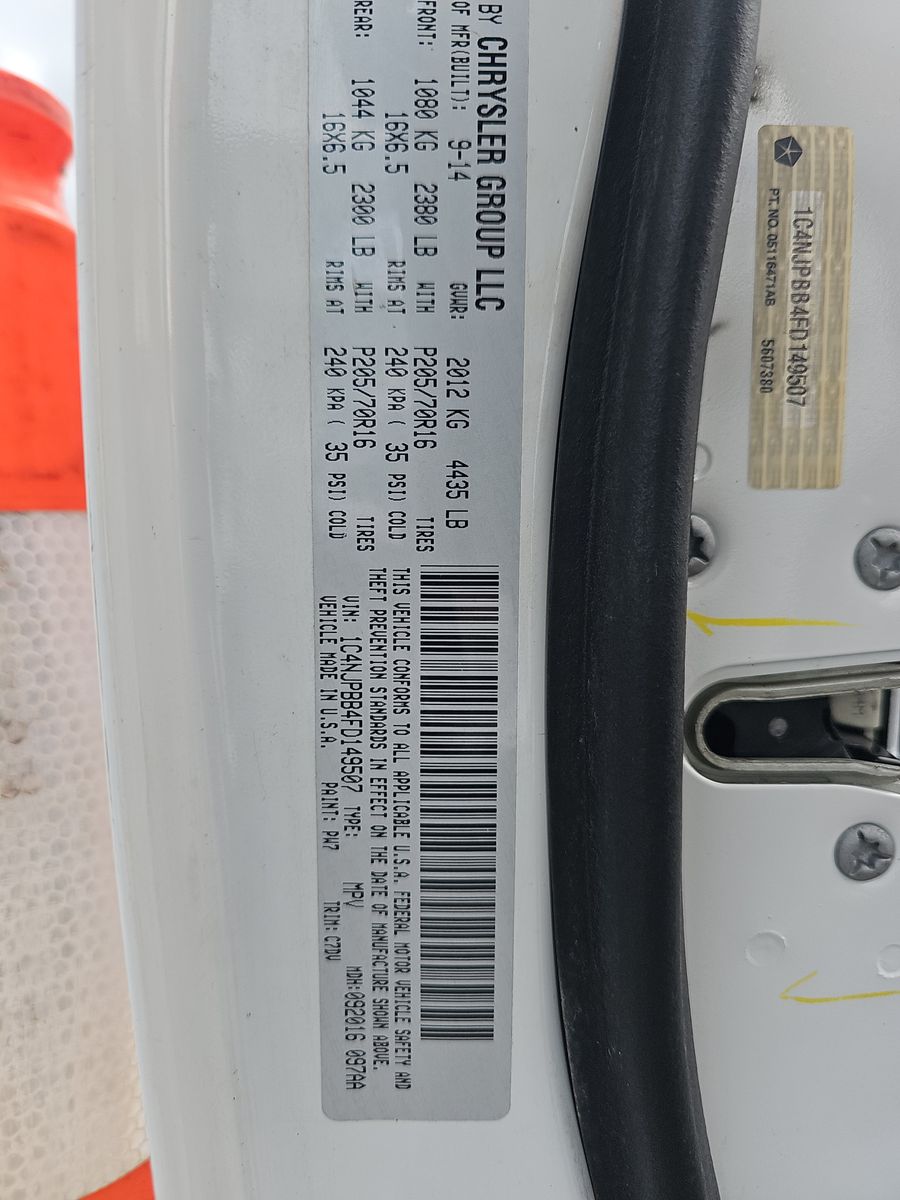 BY CHRYSLER GROUP LLC
OF MFR(BUILT): 9-14 GVWR: 2012 KG 4435 LB
FRONT: 1080 KG 2380 LB WITH P205/70R16 TIRES
16X6.5 RIMS AT 240 KPA ( 35 PSI) COLD
REAR: 1044 KG 2300 LB WITH P205/70R16 TIRES
16X6.5 RIMS AT 240 KPA ( 35 PSI) COLD
THIS VEHICLE CONFORMS TO ALL APPLICABLE U.S.A. FEDERAL MOTOR VEHICLE SAFETY AND
THEFT PREVENTION STANDARDS IN EFFECT ON THE DATE OF MANUFACTURE SHOWN ABOVE.
VIN: 1C4NJPBB4FD149507 TYPE: MPV MDH:092016 097AA
VEHICLE MADE IN U.S.A. PAINT: PW7 TRIM: C7DV
1C4NJPBB4FD149507
PT. NO. 05116471AB 5607380